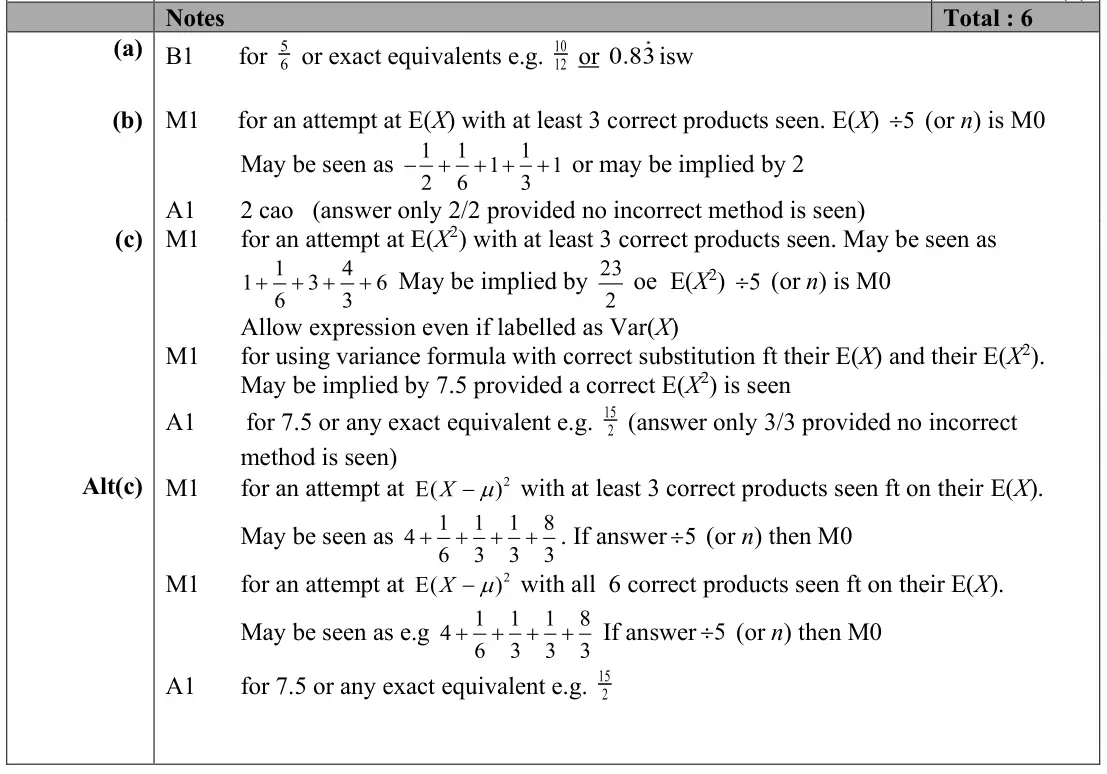 Notes Total : 6
(a) B1 for 5/6 or exact equivalents e.g. 10/12 or 0.83̇ isw
(b) M1 for an attempt at E(X) with at least 3 correct products seen. E(X) ÷5 (or n) is M0
May be seen as −1/2 + 1/6 + 1 + 1/3 + 1 or may be implied by 2
A1 2 cao (answer only 2/2 provided no incorrect method is seen)
(c) M1 for an attempt at E(X²) with at least 3 correct products seen. May be seen as
1 + 1/6 + 3 + 4/3 + 6 May be implied by 23/2 oe E(X²) ÷5 (or n) is M0
Allow expression even if labelled as Var(X)
M1 for using variance formula with correct substitution ft their E(X) and their E(X²).
May be implied by 7.5 provided a correct E(X²) is seen
A1 for 7.5 or any exact equivalent e.g. 15/2 (answer only 3/3 provided no incorrect
method is seen)
Alt(c) M1 for an attempt at E(X − μ)² with at least 3 correct products seen ft on their E(X).
May be seen as 4 + 1/6 + 1/3 + 1/3 + 8/3 . If answer ÷5 (or n) then M0
M1 for an attempt at E(X − μ)² with all 6 correct products seen ft on their E(X).
May be seen as e.g 4 + 1/6 + 1/3 + 1/3 + 8/3 If answer ÷5 (or n) then M0
A1 for 7.5 or any exact equivalent e.g. 15/2